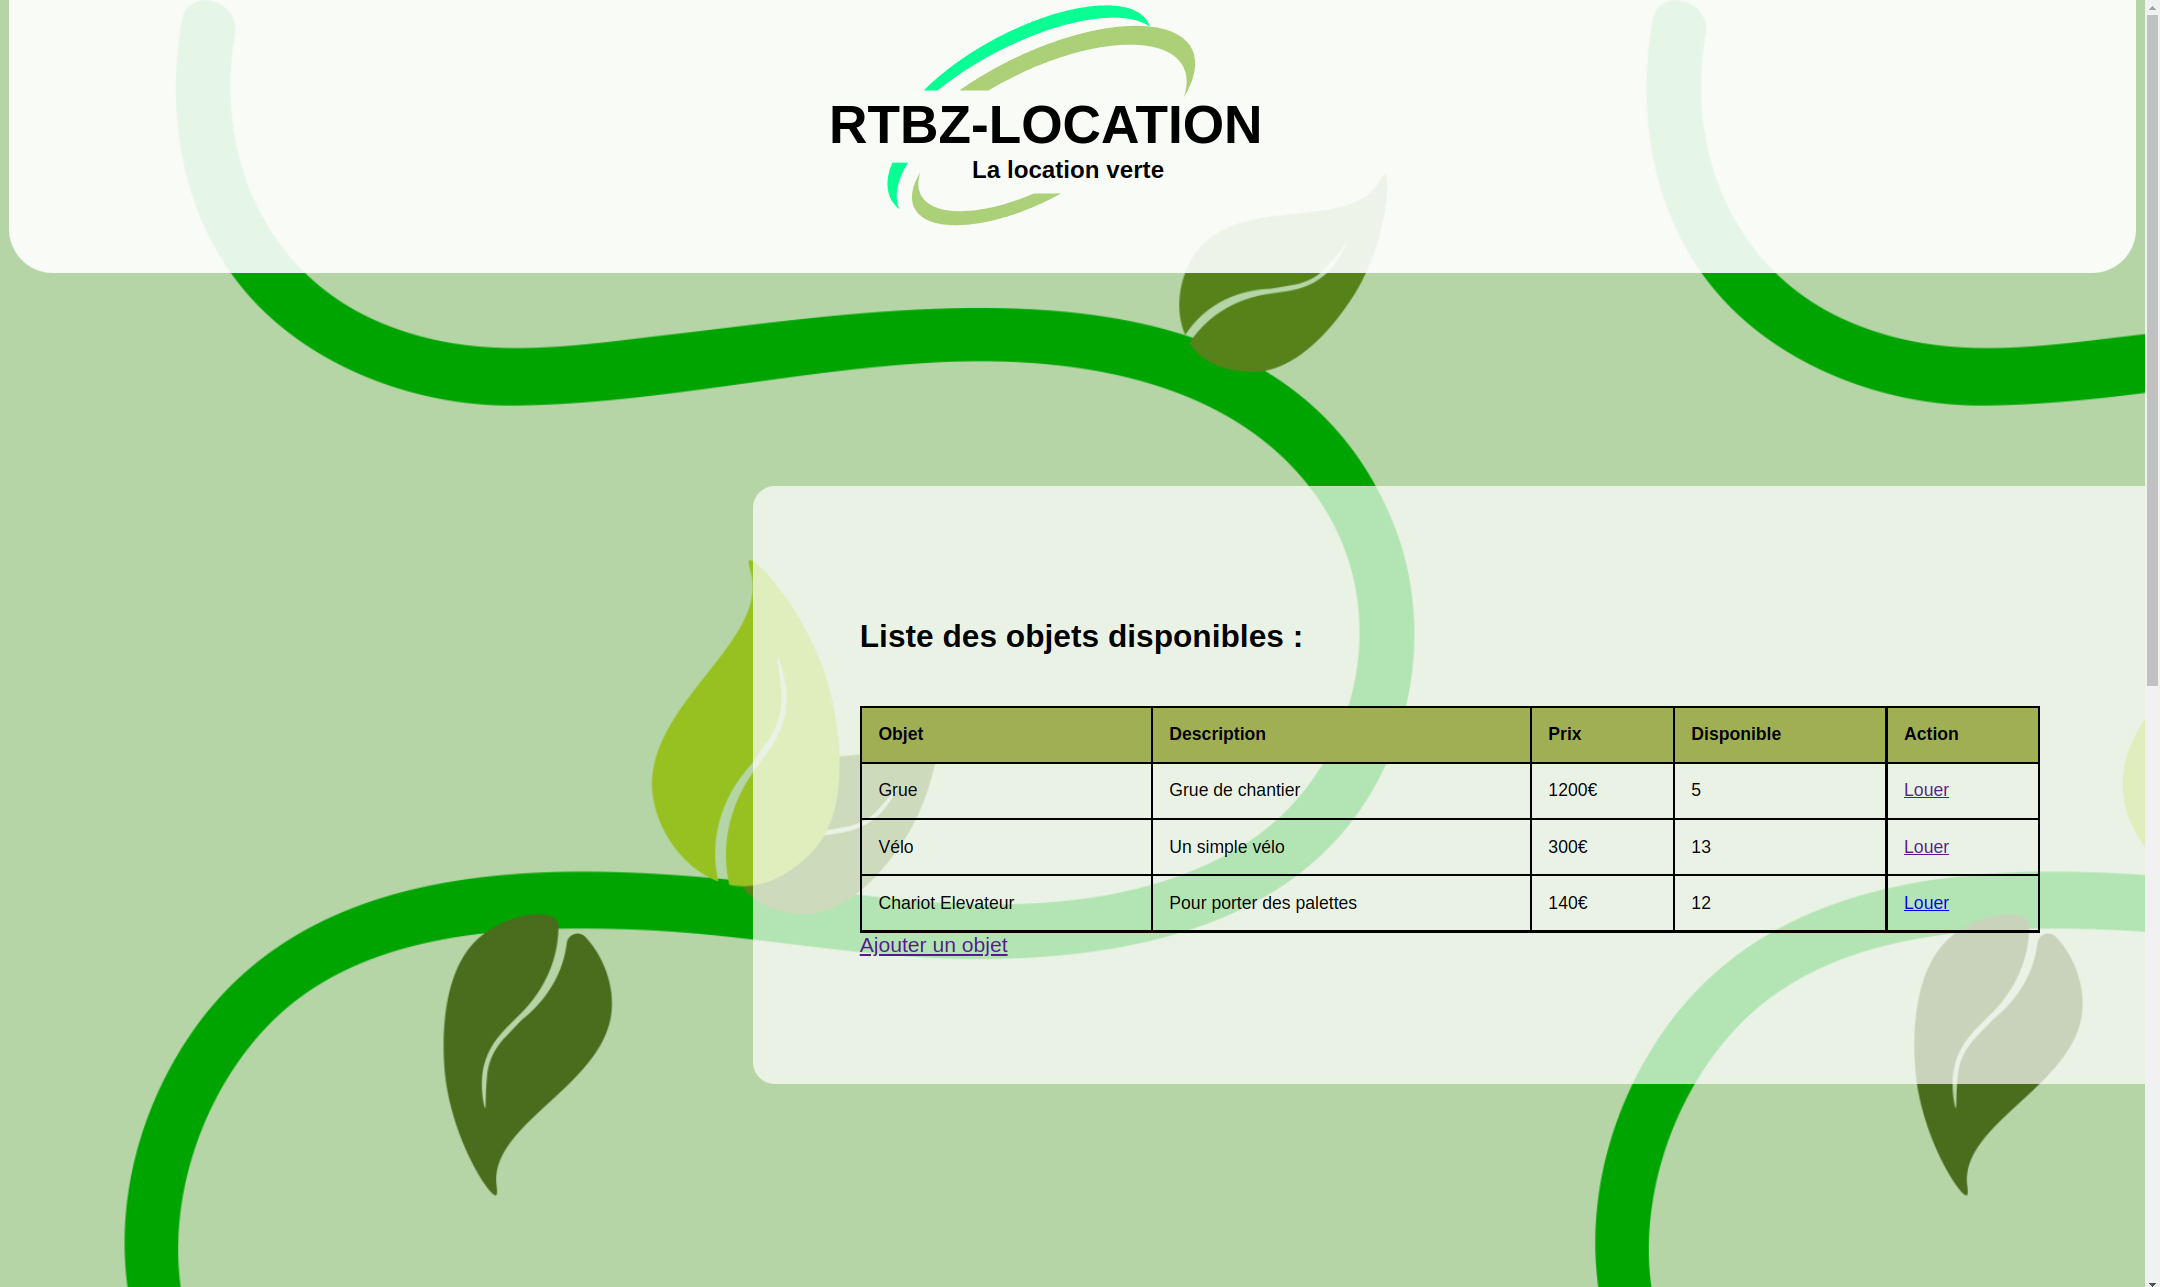 RTBZ-LOCATION
La location verte
Liste des objets disponibles :
Objet Description Prix Disponible Action
Grue Grue de chantier 1200€ 5 Louer
Vélo Un simple vélo 300€ 13 Louer
Chariot Elevateur Pour porter des palettes 140€ 12 Louer
Ajouter un objet